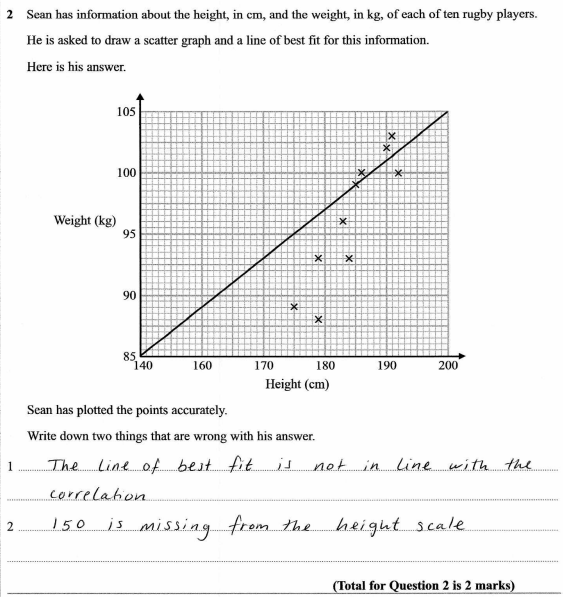 2 Sean has information about the height, in cm, and the weight, in kg, of each of ten rugby players.
He is asked to draw a scatter graph and a line of best fit for this information.
Here is his answer.
105
100
Weight (kg)
95
90
85
140 160 170 180 190 200
Height (cm)
Sean has plotted the points accurately.
Write down two things that are wrong with his answer.
1 The line of best fit is not in line with the
correlation
2 150 is missing from the height scale
(Total for Question 2 is 2 marks)